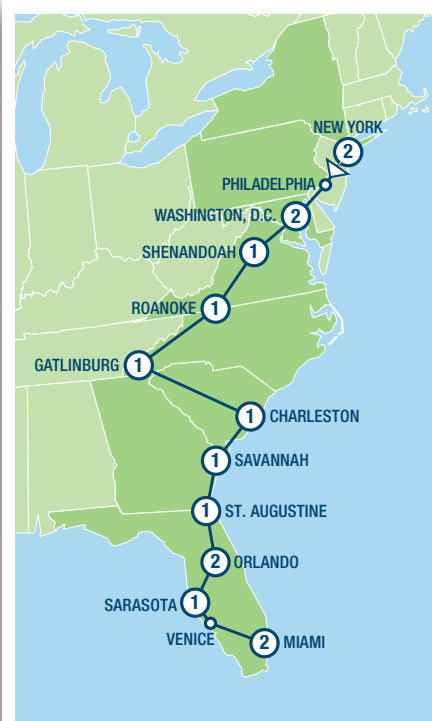 NEW YORK
2
PHILADELPHIA
WASHINGTON, D.C.
2
SHENANDOAH
1
ROANOKE
1
GATLINBURG
1
1
CHARLESTON
1
SAVANNAH
1
ST. AUGUSTINE
2
ORLANDO
SARASOTA
1
VENICE
2
MIAMI